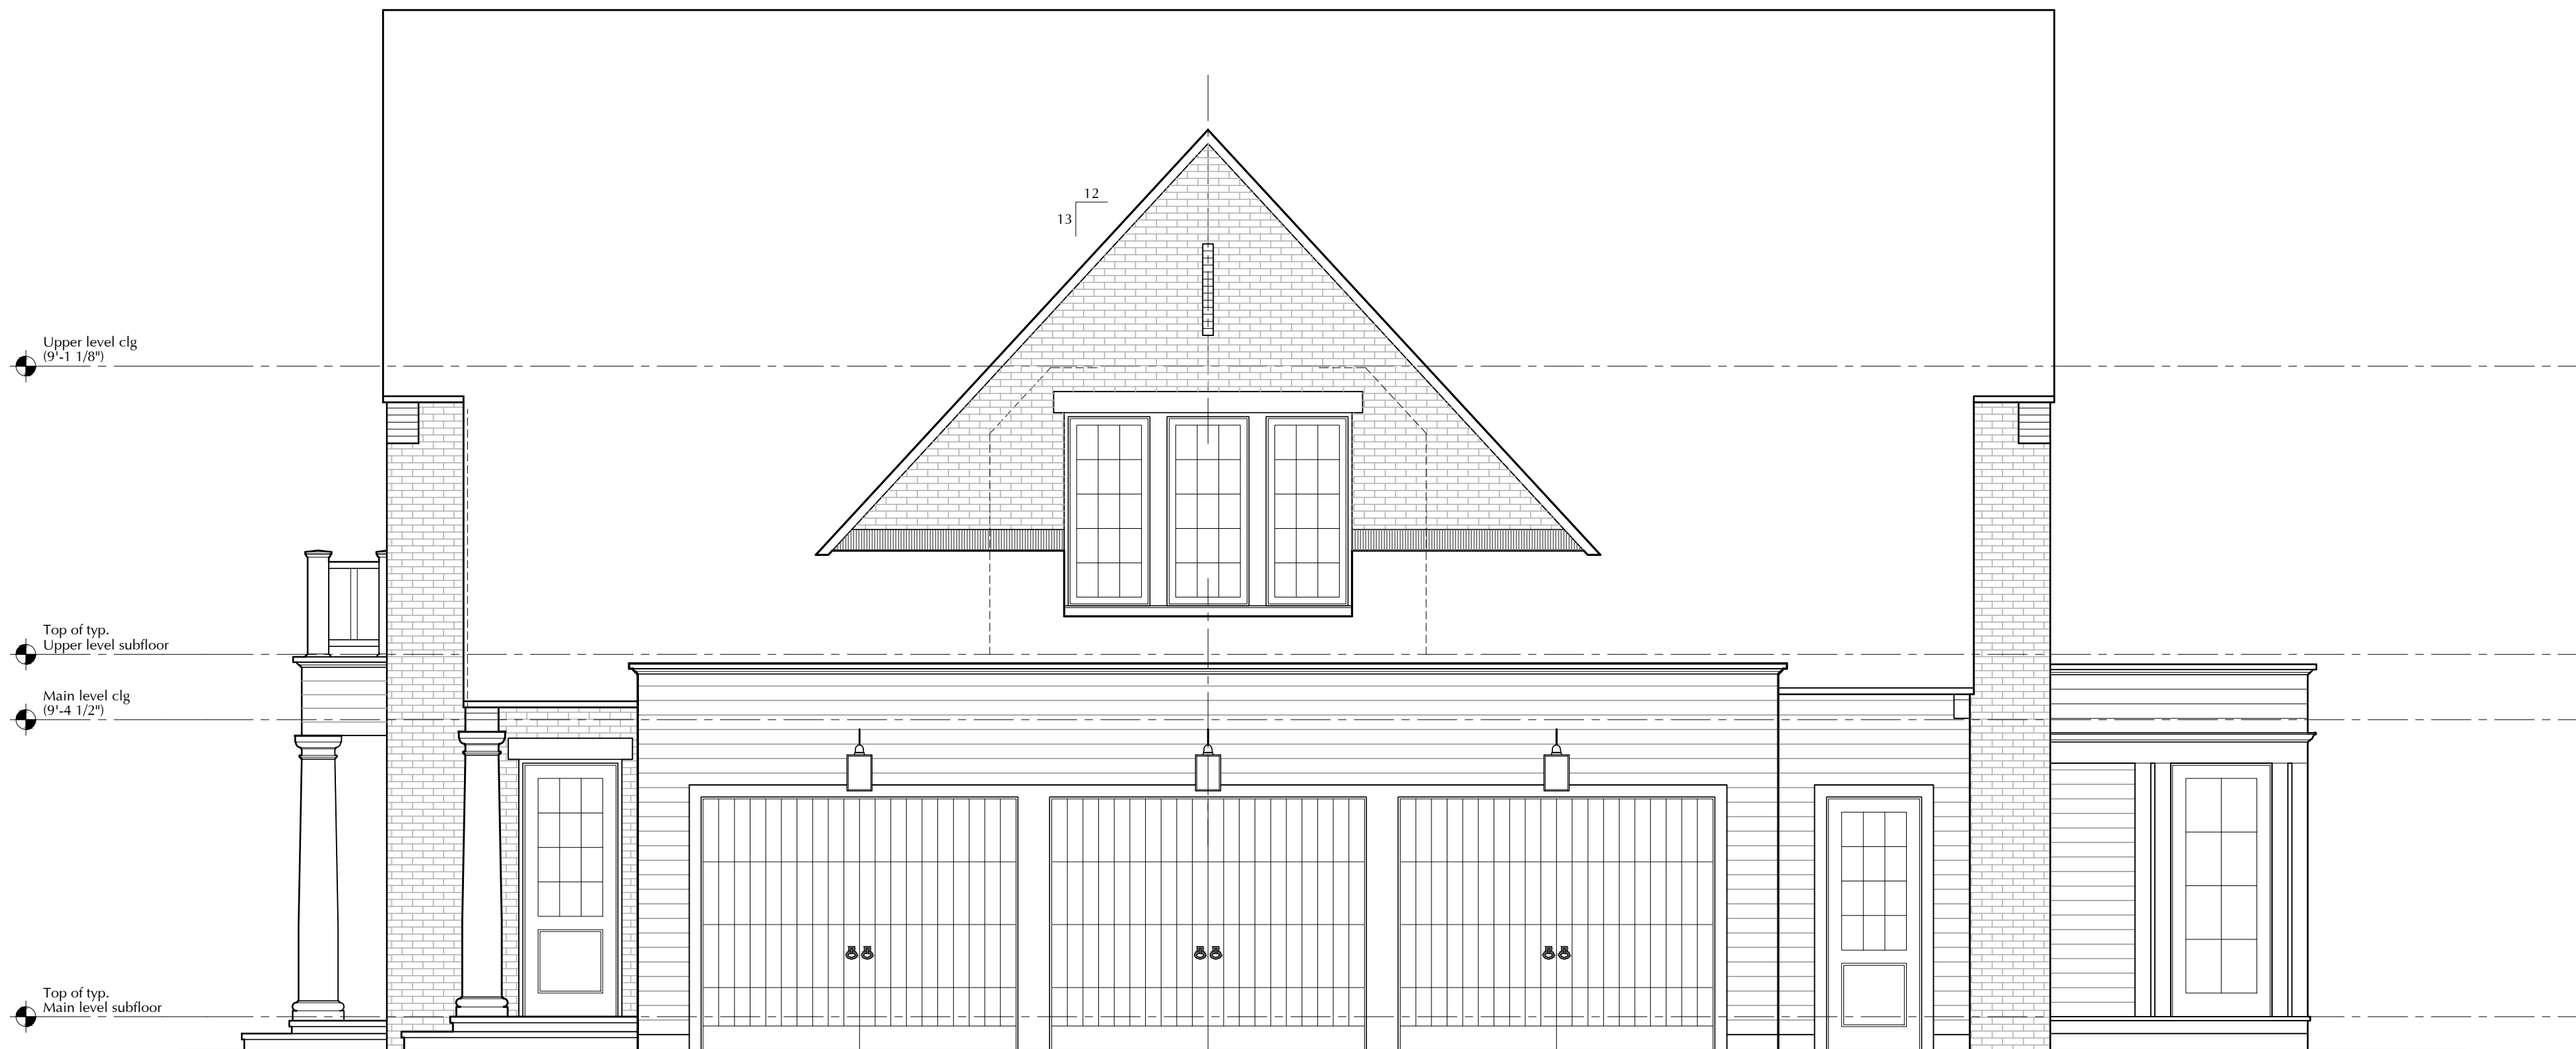 12
13
Upper level clg
(9'-1 1/8")
Top of typ.
Upper level subfloor
Main level clg
(9'-4 1/2")
Top of typ.
Main level subfloor